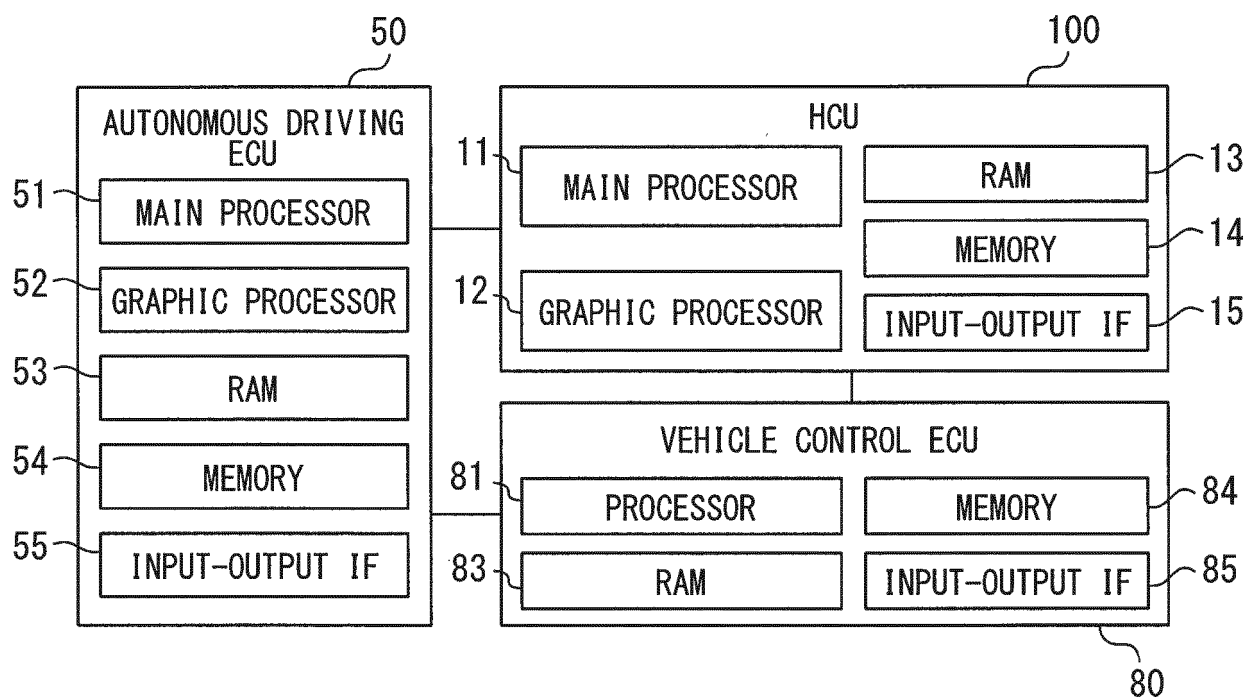 50
AUTONOMOUS DRIVING
ECU
51
MAIN PROCESSOR
52
GRAPHIC PROCESSOR
53
RAM
54
MEMORY
55
INPUT-OUTPUT IF
100
HCU
11
MAIN PROCESSOR
12
GRAPHIC PROCESSOR
RAM
13
MEMORY
14
INPUT-OUTPUT IF
15
VEHICLE CONTROL ECU
81
PROCESSOR
83
RAM
MEMORY
84
INPUT-OUTPUT IF
85
80